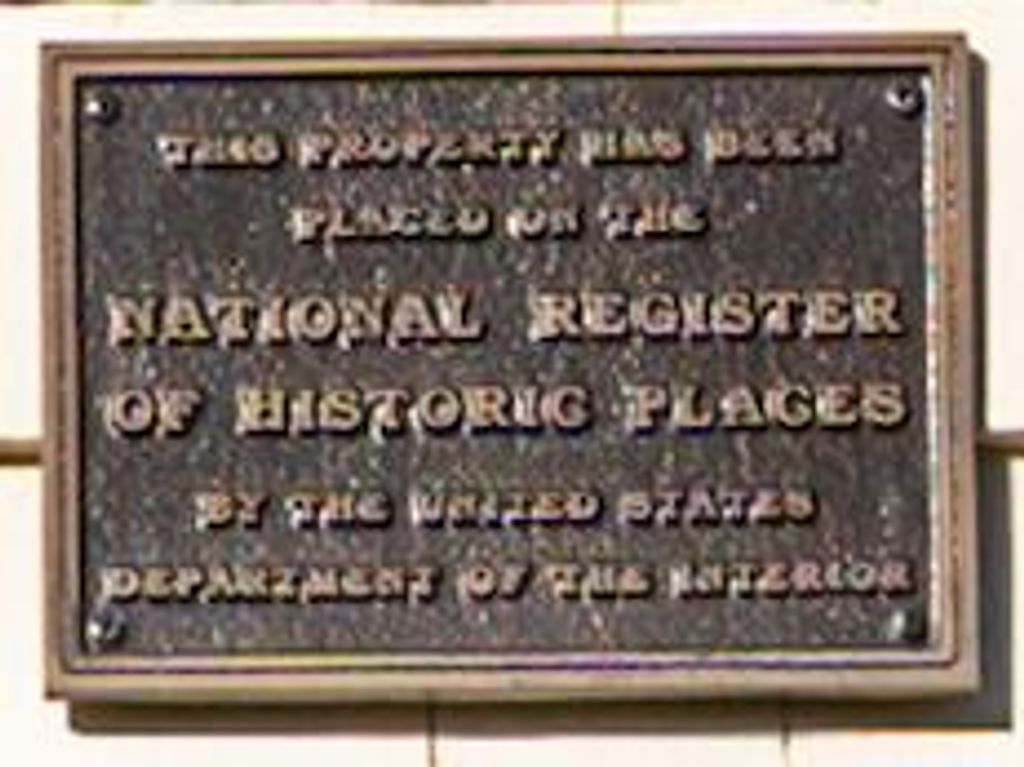 THIS PROPERTY HAS BEEN
PLACED ON THE
NATIONAL REGISTER
OF HISTORIC PLACES
BY THE UNITED STATES
DEPARTMENT OF THE INTERIOR